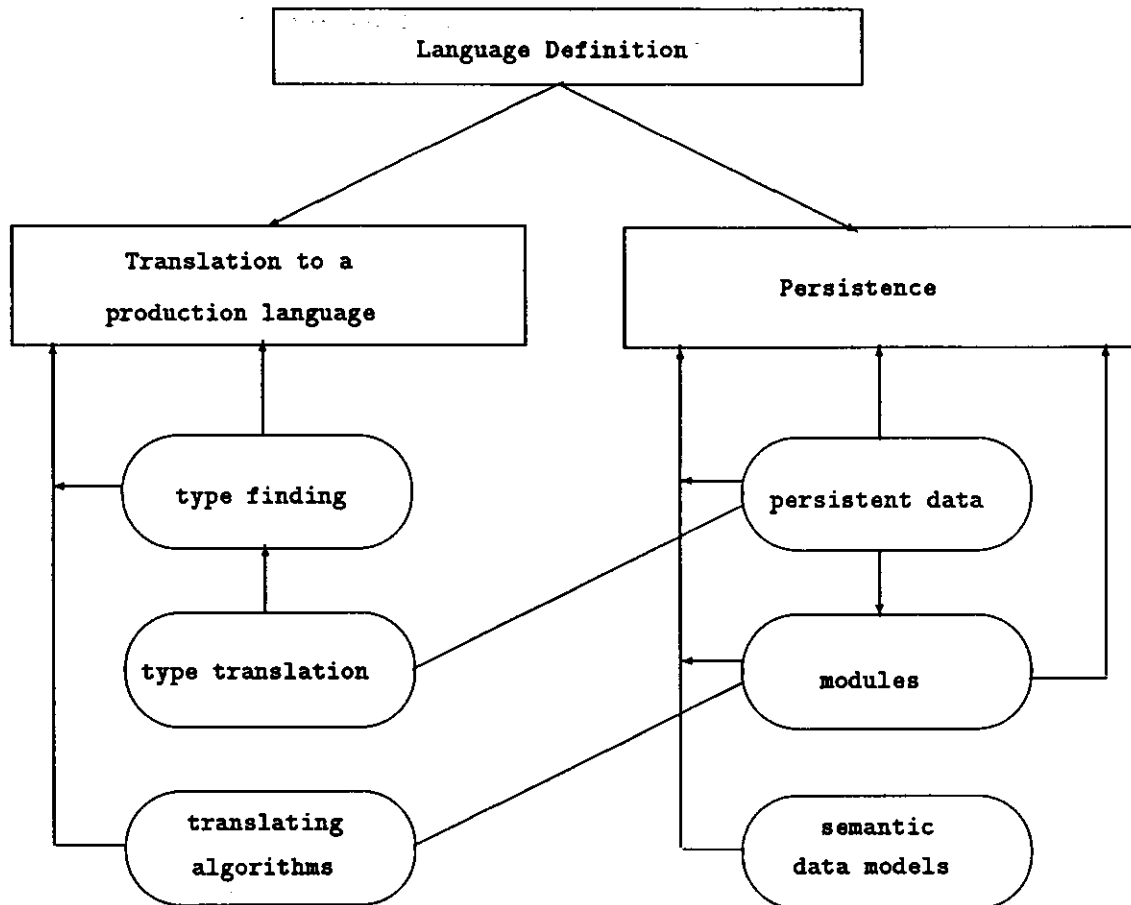 Language Definition
Translation to a
production language
Persistence
type finding
persistent data
type translation
modules
translating
algorithms
semantic
data models